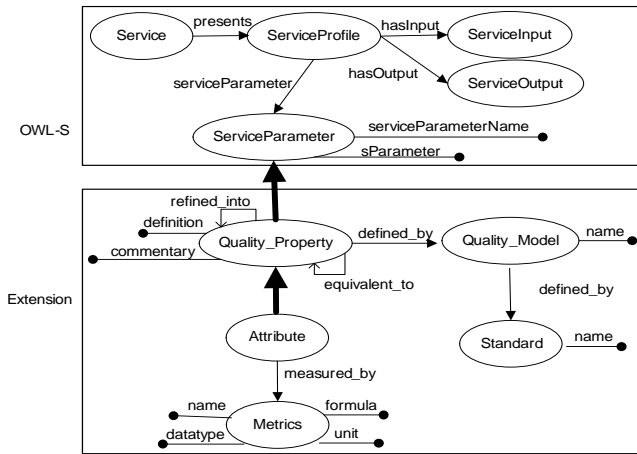 presents
hasInput
Service
ServiceProfile
ServiceInput
hasOutput
ServiceOutput
serviceParameter
OWL-S
serviceParameterName
ServiceParameter
sParameter
refined_into
definition
defined_by
name
Quality_Property
Quality_Model
commentary
equivalent_to
Extension
defined_by
Attribute
Standard
name
measured_by
name
formula
Metrics
datatype
unit